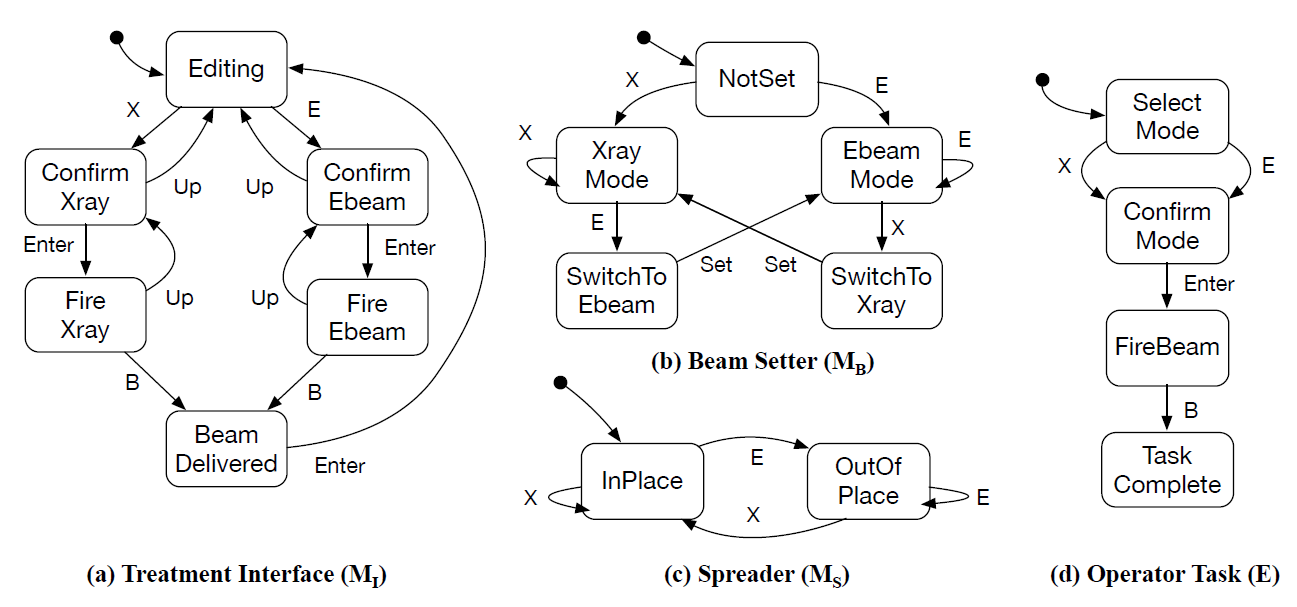 Editing
X
E
Confirm
Xray
Up
Up
Confirm
Ebeam
Enter
Enter
Fire
Xray
Up
Up
Fire
Ebeam
B
B
Beam
Delivered
Enter
(a) Treatment Interface (MI)
NotSet
X
E
X
Xray
Mode
Ebeam
Mode
E
E
X
SwitchTo
Ebeam
Set
Set
SwitchTo
Xray
(b) Beam Setter (MB)
InPlace
E
OutOf
Place
X
X
E
(c) Spreader (MS)
Select
Mode
X
E
Confirm
Mode
Enter
FireBeam
B
Task
Complete
(d) Operator Task (E)